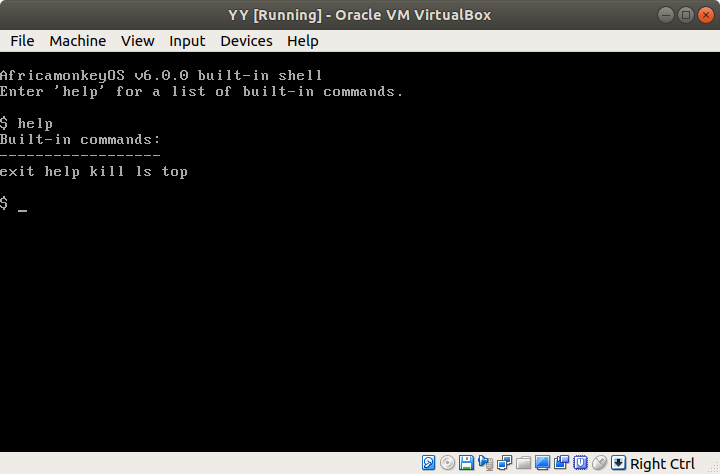 YY [Running] - Oracle VM VirtualBox
File Machine View Input Devices Help
AfricamonkeyOS v6.0.0 built-in shell
Enter 'help' for a list of built-in commands.
$ help
Built-in commands:
------------------
exit help kill ls top
$ _
Right Ctrl